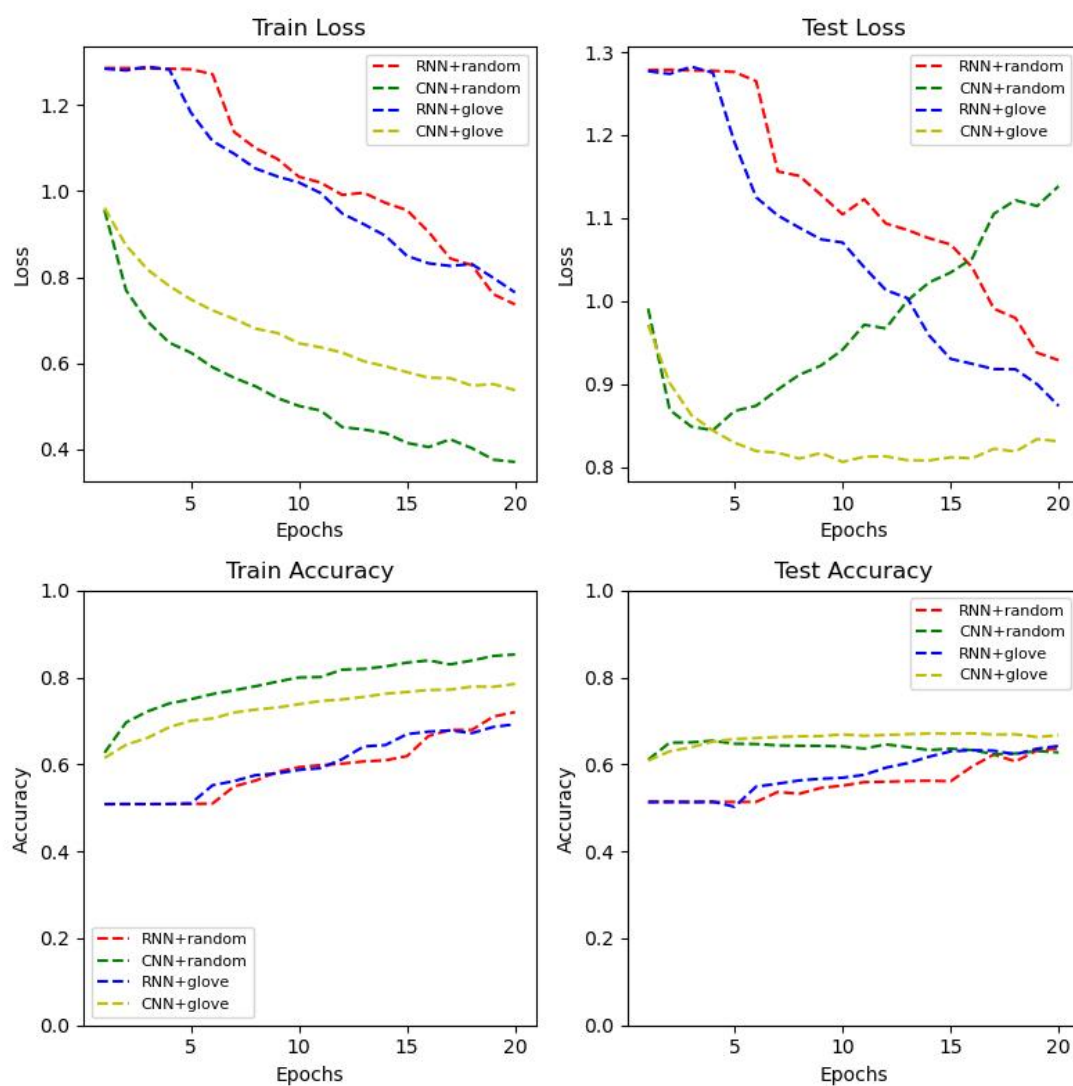 Train Loss
RNN+random
CNN+random
RNN+glove
CNN+glove
1.2
1.0
0.8
0.6
0.4
Loss
5
10
15
20
Epochs
Test Loss
RNN+random
CNN+random
RNN+glove
CNN+glove
1.3
1.2
1.1
1.0
0.9
0.8
Loss
5
10
15
20
Epochs
Train Accuracy
1.0
0.8
0.6
0.4
0.2
0.0
Accuracy
RNN+random
CNN+random
RNN+glove
CNN+glove
5
10
15
20
Epochs
Test Accuracy
RNN+random
CNN+random
RNN+glove
CNN+glove
1.0
0.8
0.6
0.4
0.2
0.0
Accuracy
5
10
15
20
Epochs